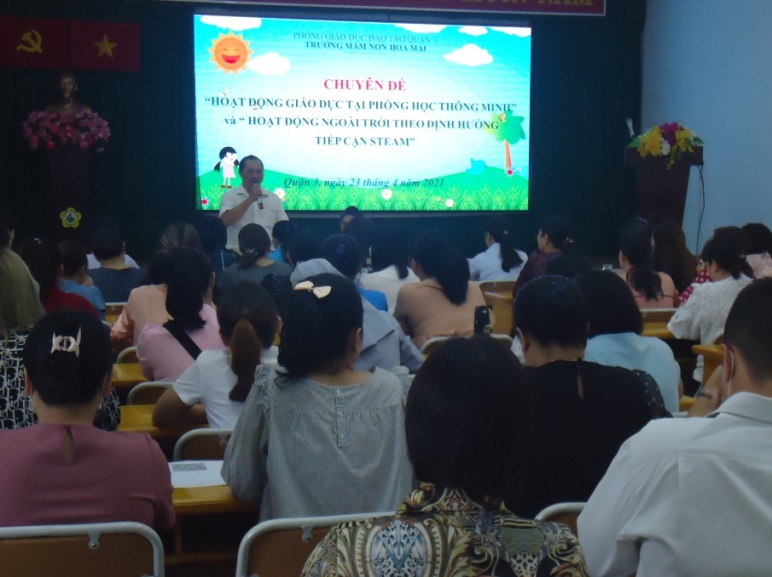 PHÒNG GIÁO DỤC ĐÀO TẠO QUẬN 3
TRƯỜNG MẦM NON HOA MAI
CHUYÊN ĐỀ
“HOẠT ĐỘNG GIÁO DỤC TẠI PHÒNG HỌC THÔNG MINH”
và “ HOẠT ĐỘNG NGOÀI TRỜI THEO ĐỊNH HƯỚNG
TIẾP CẬN STEAM”
Quận 3, ngày 23 tháng 4 năm 2021
NAM